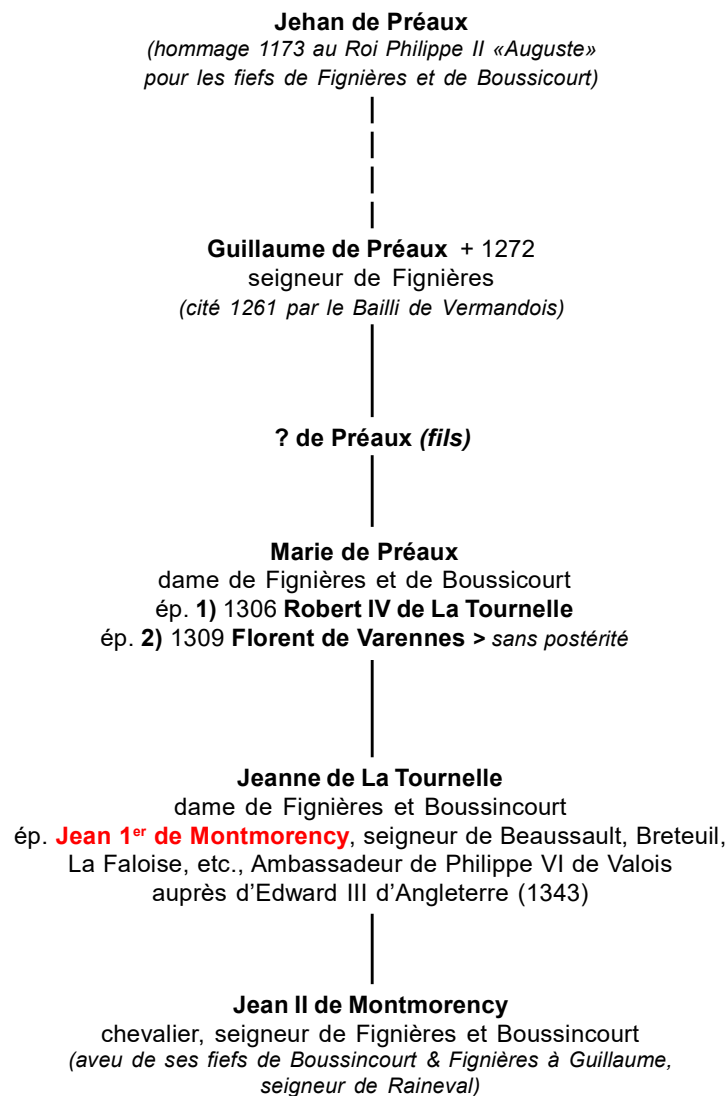 Jehan de Préaux
(hommage 1173 au Roi Philippe II «Auguste»
pour les fiefs de Fignières et de Boussicourt)
Guillaume de Préaux + 1272
seigneur de Fignières
(cité 1261 par le Bailli de Vermandois)
? de Préaux (fils)
Marie de Préaux
dame de Fignières et de Boussicourt
ép. 1) 1306 Robert IV de La Tournelle
ép. 2) 1309 Florent de Varennes > sans postérité
Jeanne de La Tournelle
dame de Fignières et Boussincourt
ép. Jean 1er de Montmorency, seigneur de Beaussault, Breteuil,
La Faloise, etc., Ambassadeur de Philippe VI de Valois
auprès d'Edward III d'Angleterre (1343)
Jean II de Montmorency
chevalier, seigneur de Fignières et Boussincourt
(aveu de ses fiefs de Boussincourt & Fignières à Guillaume,
seigneur de Raineval)